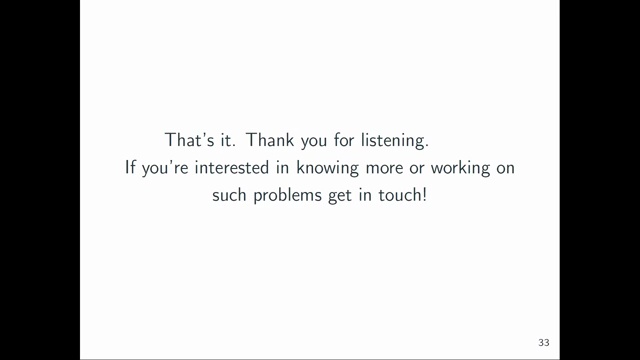 That's it. Thank you for listening.
If you're interested in knowing more or working on
such problems get in touch!
33